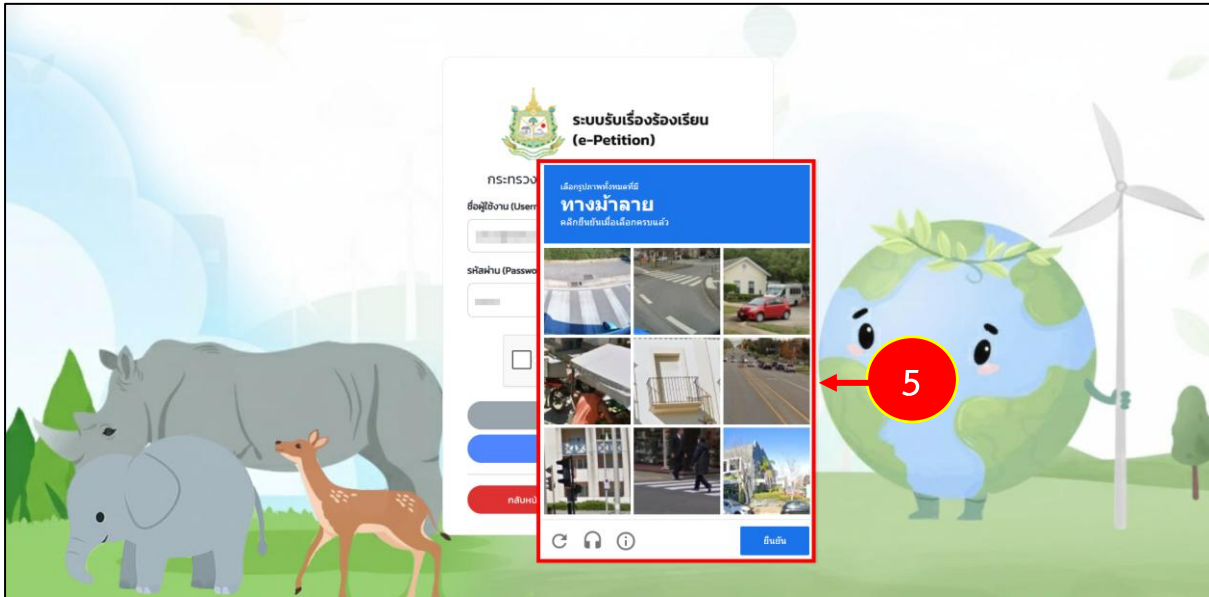 ระบบรับเรื่องร้องเรียน
(e-Petition)
กระทรวง
ชื่อผู้ใช้งาน (Usern
รหัสผ่าน (Passwo
กลับหน้
เลือกรูปภาพทั้งหมดที่มี
ทางม้าลาย
คลิกยืนยันเมื่อเลือกครบแล้ว
ยืนยัน
5